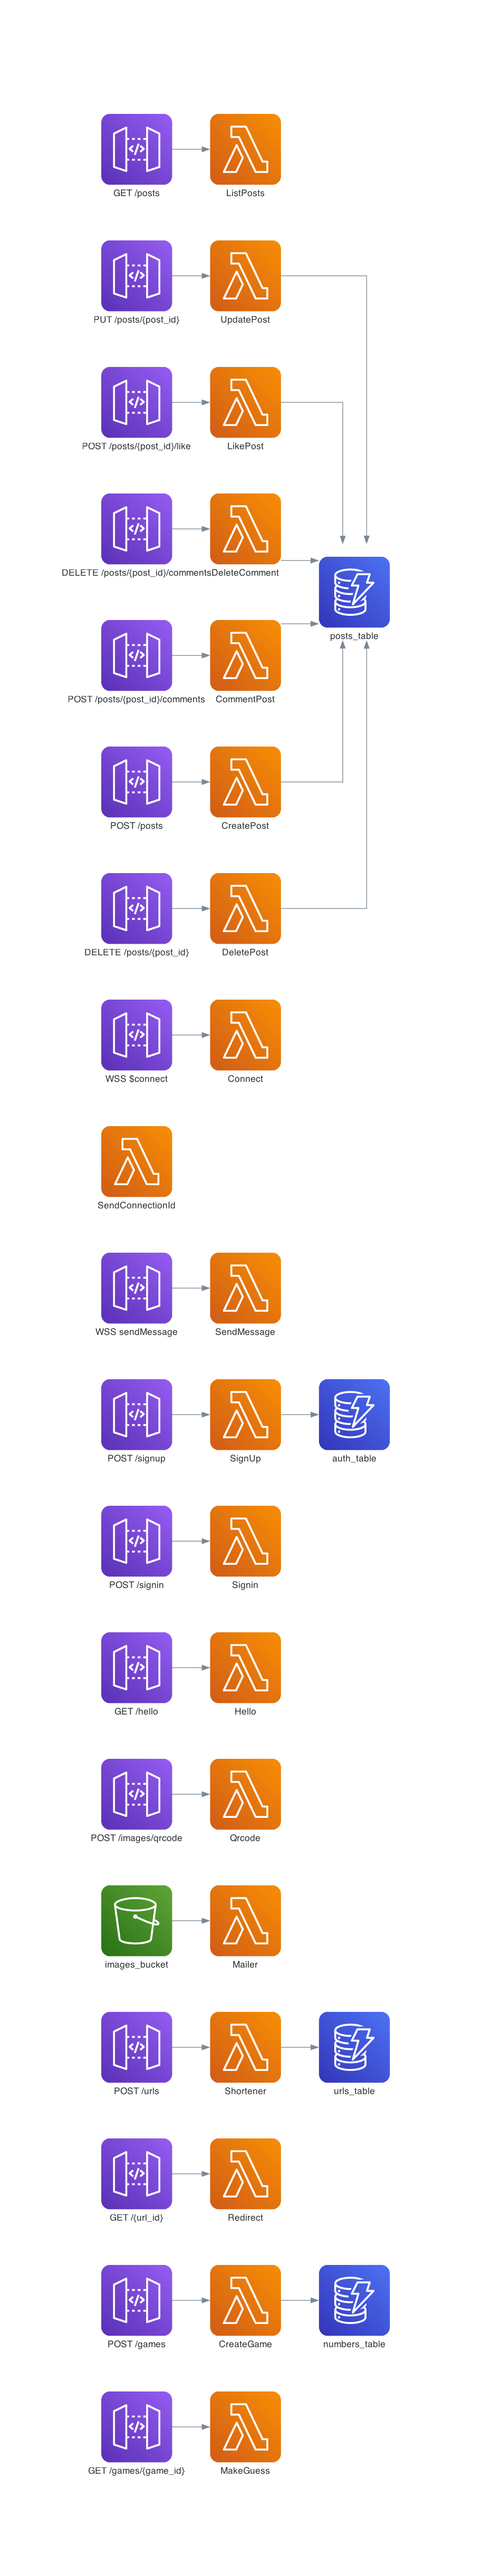 GET /posts
ListPosts
PUT /posts/{post_id}
UpdatePost
POST /posts/{post_id}/like
LikePost
DELETE /posts/{post_id}/comments
DeleteComment
posts_table
POST /posts/{post_id}/comments
CommentPost
POST /posts
CreatePost
DELETE /posts/{post_id}
DeletePost
WSS $connect
Connect
SendConnectionId
WSS sendMessage
SendMessage
POST /signup
SignUp
auth_table
POST /signin
Signin
GET /hello
Hello
POST /images/qrcode
Qrcode
images_bucket
Mailer
POST /urls
Shortener
urls_table
GET /{url_id}
Redirect
POST /games
CreateGame
numbers_table
GET /games/{game_id}
MakeGuess